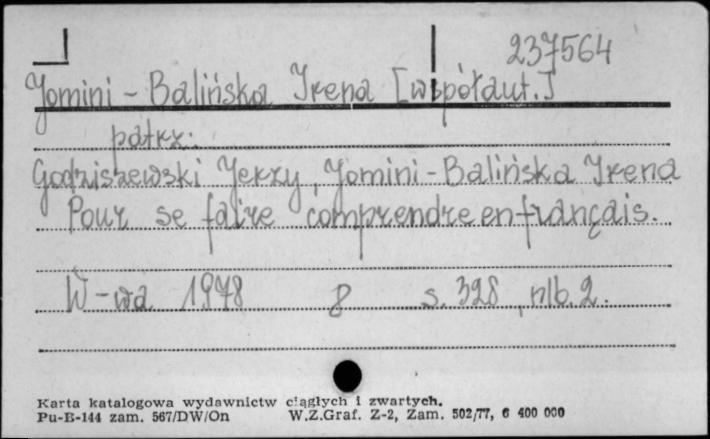 237564
Jomini - Balińska Irena [współaut.]
patrz:
Godziszewski Jerzy, Jomini - Balińska Irena
Pour se faire comprendre en français.
W-wa 1978 8 s. 328, nlb. 2.
Karta katalogowa wydawnictw ciągłych i zwartych.
Pu-B-144 zam. 567/DW/On W.Z.Graf. Z-2, Zam. 502/77, 6 400 000